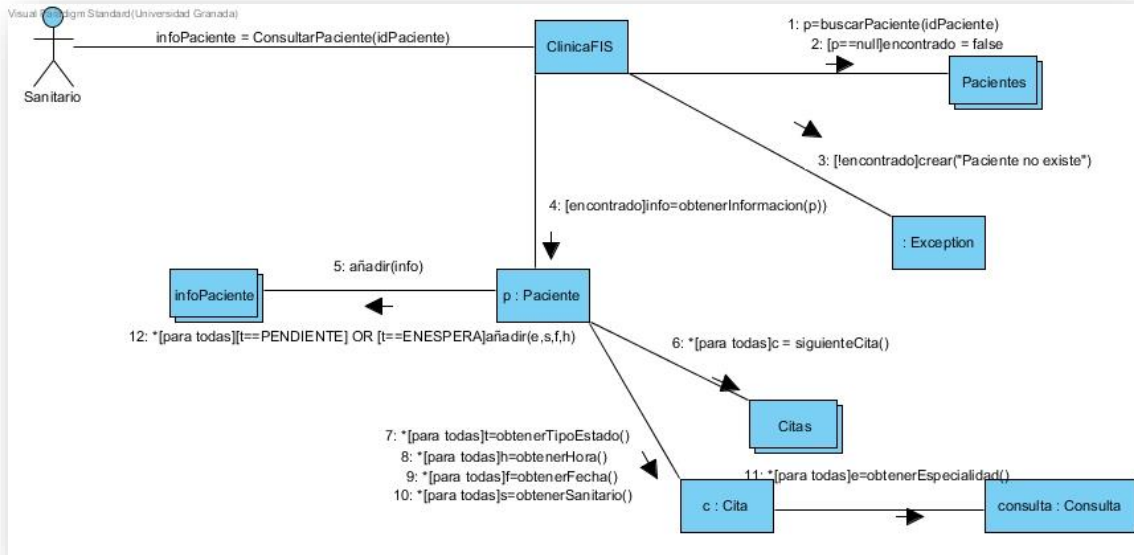 Visual Paradigm Standard(Universidad Granada)
Sanitario
infoPaciente = ConsultarPaciente(idPaciente)
ClinicaFIS
1: p=buscarPaciente(idPaciente)
2: [p==null]encontrado = false
Pacientes
3: [!encontrado]crear("Paciente no existe")
: Exception
4: [encontrado]info=obtenerInformacion(p))
5: añadir(info)
infoPaciente
p : Paciente
12: *[para todas][t==PENDIENTE] OR [t==ENESPERA]añadir(e,s,f,h)
6: *[para todas]c = siguienteCita()
Citas
7: *[para todas]t=obtenerTipoEstado()
8: *[para todas]h=obtenerHora()
9: *[para todas]f=obtenerFecha()
10: *[para todas]s=obtenerSanitario()
11: *[para todas]e=obtenerEspecialidad()
c : Cita
consulta : Consulta